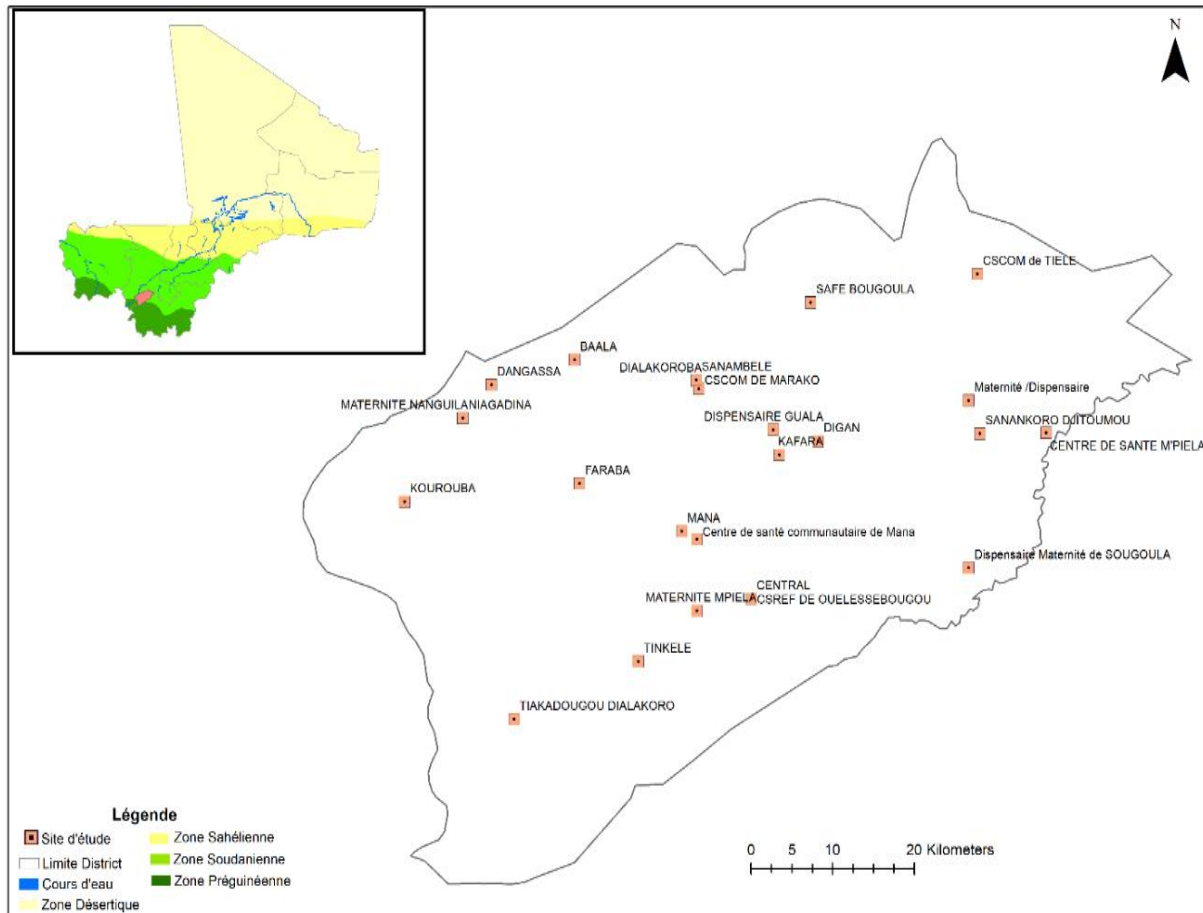 N
CSCOM de TIELE
SAFE BOUGOULA
BAALA
DIALAKOROBA SANAMBELE
DANGASSA
CSCOM DE MARAKO
Maternité /Dispensaire
MATERNITE NANGUILANIAGADINA
DISPENSAIRE GUALA
SANANKORO DJITOUMOU
DIGAN
CENTRE DE SANTE M'PIELA
KAFARA
FARABA
KOUROUBA
MANA
Centre de santé communautaire de Mana
Dispensaire Maternité de SOUGOULA
CENTRAL
MATERNITE MPIELA
CSREF DE OUELESSEBOUGOU
TINKELE
TIAKADOUGOU DIALAKORO
Légende
Site d'étude
Limite District
Cours d'eau
Zone Désertique
Zone Sahélienne
Zone Soudanienne
Zone Préguinéenne
0 5 10 20 Kilometers